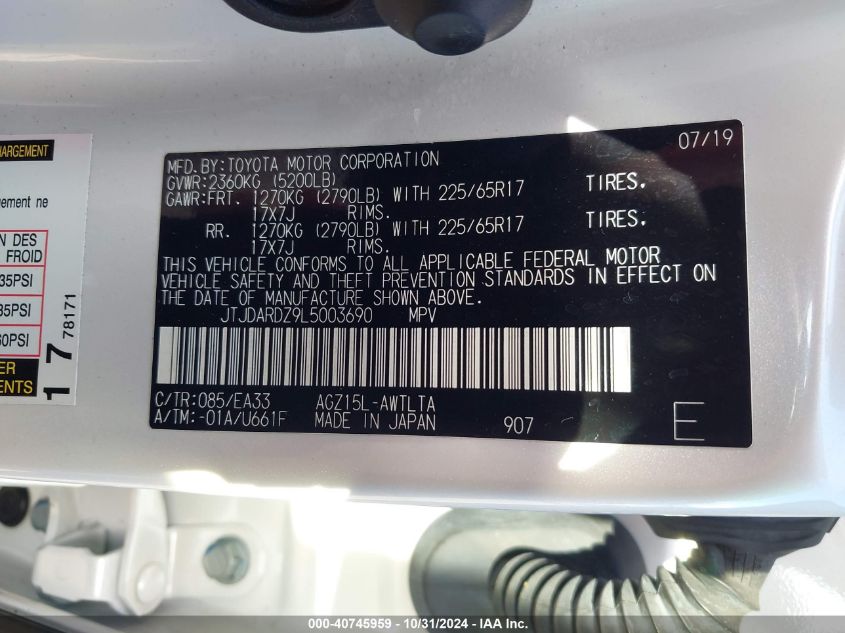 07/19
MFD.BY:TOYOTA MOTOR CORPORATION
GVWR:2360KG (5200LB)
GAWR:FRT. 1270KG (2790LB) WITH 225/65R17 TIRES.
17X7J RIMS.
RR. 1270KG (2790LB) WITH 225/65R17 TIRES.
17X7J RIMS.
THIS VEHICLE CONFORMS TO ALL APPLICABLE FEDERAL MOTOR
VEHICLE SAFETY AND THEFT PREVENTION STANDARDS IN EFFECT ON
THE DATE OF MANUFACTURE SHOWN ABOVE.
JTJDARDZ9L5003690 MPV
C/TR:085/EA33 AGZ15L-AWTLTA
A/TM:-01A/U661F MADE IN JAPAN 907 E
HARGEMENT
gement ne
N DES
FROID
35PSI
35PSI
60PSI
ER
ENTS
17 78171
000-40745959 - 10/31/2024 - IAA Inc.